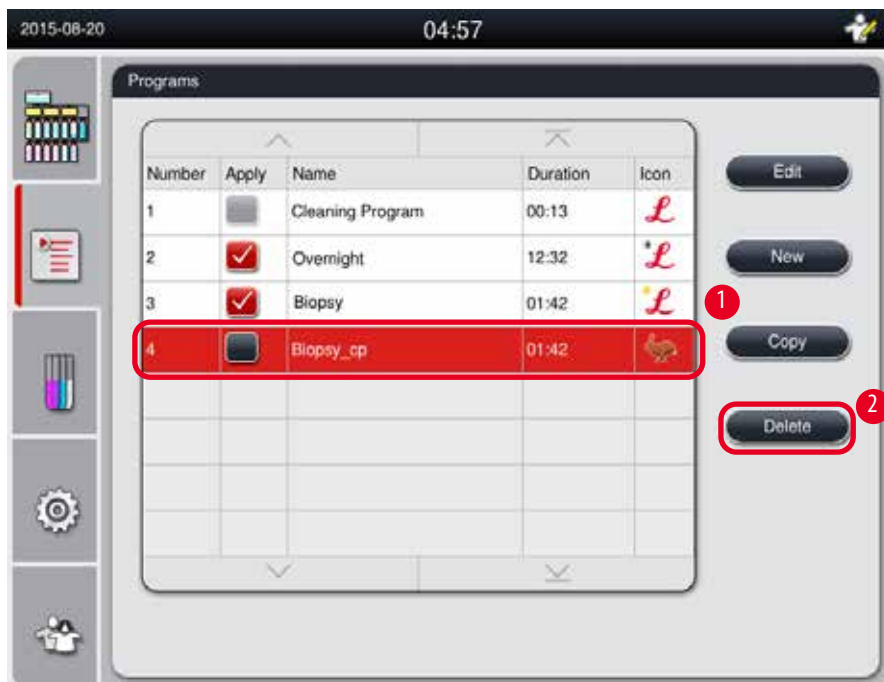 2015-08-20 04:57
Programs
Number Apply Name Duration Icon
1 Cleaning Program 00:13 L
2 Overnight 12:32 L
3 Biopsy 01:42 L
4 Biopsy_cp 01:42
Edit
New
1
Copy
2
Delete